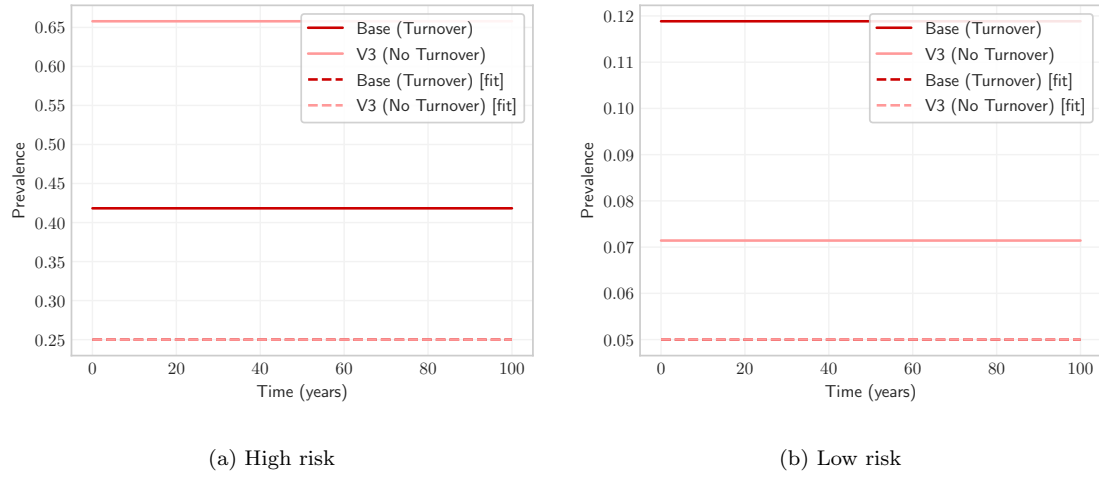 0.65
0.60
0.55
0.50
0.45
0.40
0.35
0.30
0.25
Prevalence
0 20 40 60 80 100
Time (years)
Base (Turnover)
V3 (No Turnover)
Base (Turnover) [fit]
V3 (No Turnover) [fit]
(a) High risk
0.12
0.11
0.10
0.09
0.08
0.07
0.06
0.05
Prevalence
0 20 40 60 80 100
Time (years)
Base (Turnover)
V3 (No Turnover)
Base (Turnover) [fit]
V3 (No Turnover) [fit]
(b) Low risk